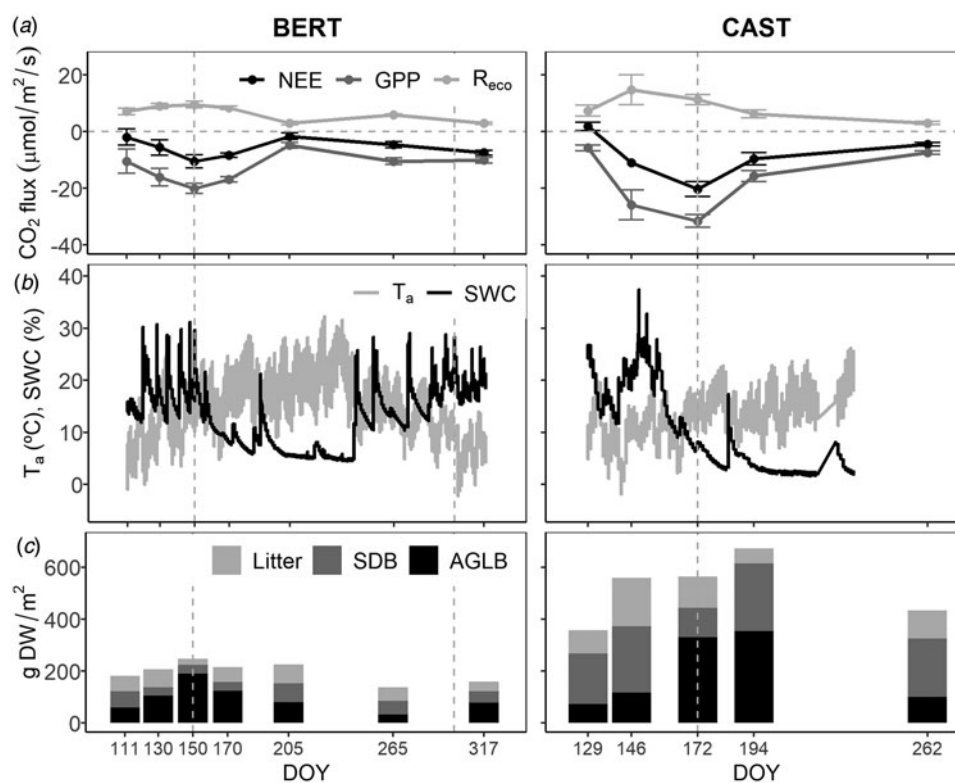 (a) BERT CAST
CO₂ flux (μmol/m²/s)
20
0
-20
-40
NEE GPP Reco
(b)
Ta (ºC), SWC (%)
40
30
20
10
0
Ta SWC
(c)
g DW/m²
600
400
200
0
Litter SDB AGLB
111 130 150 170 205 265 317 129 146 172 194 262
DOY DOY